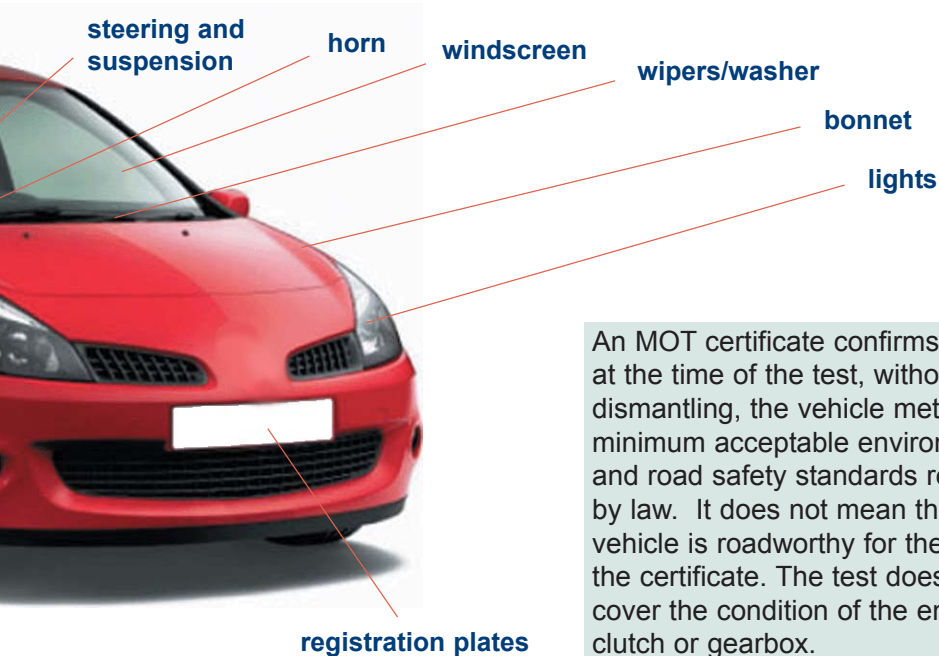 steering and
suspension
horn
windscreen
wipers/washer
bonnet
lights
An MOT certificate confirms
at the time of the test, witho
dismantling, the vehicle met
minimum acceptable enviro
and road safety standards re
by law. It does not mean th
vehicle is roadworthy for the
the certificate. The test does
cover the condition of the e
clutch or gearbox.
registration plates